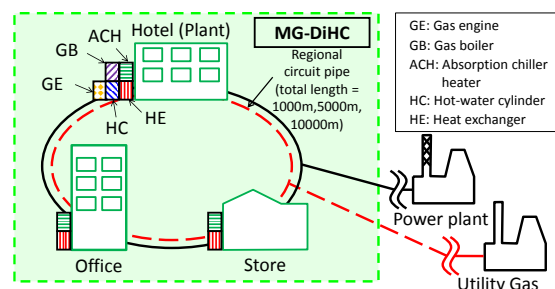 Hotel (Plant)
MG-DiHC
ACH
GB
GE
HC
HE
Regional
circuit pipe
(total length =
1000m,5000m,
10000m)
Office
Store
GE: Gas engine
GB: Gas boiler
ACH: Absorption chiller
heater
HC: Hot-water cylinder
HE: Heat exchanger
Power plant
Utility Gas